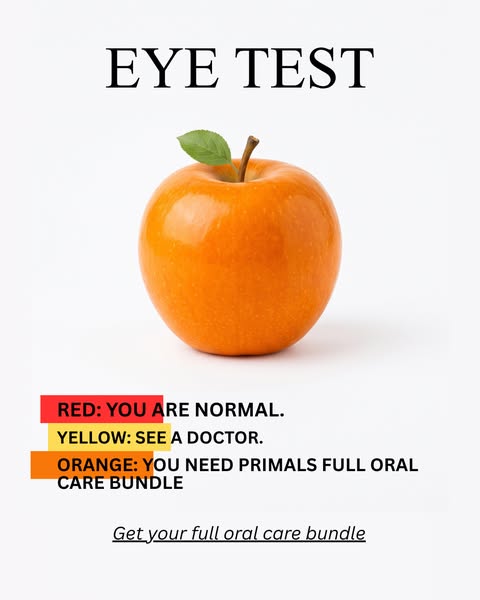 EYE TEST
RED: YOU ARE NORMAL.
YELLOW: SEE A DOCTOR.
ORANGE: YOU NEED PRIMALS FULL ORAL
CARE BUNDLE
Get your full oral care bundle